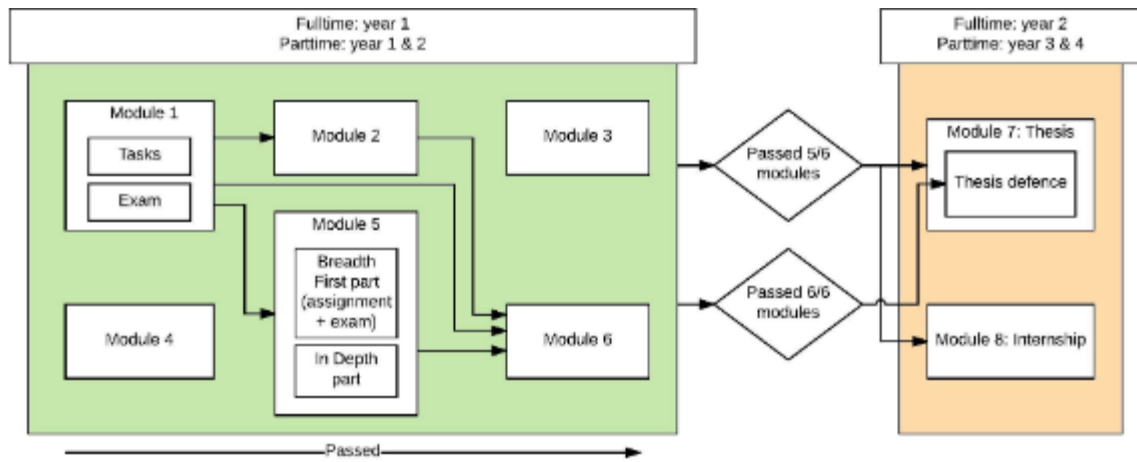 Fulltime: year 1
Parttime: year 1 & 2
Fulltime: year 2
Parttime: year 3 & 4
Module 1
Tasks
Exam
Module 2
Module 3
Module 4
Module 5
Breadth
First part
(assignment
+ exam)
In Depth
part
Module 6
Passed 5/6
modules
Passed 6/6
modules
Module 7: Thesis
Thesis defence
Module 8: Internship
Passed